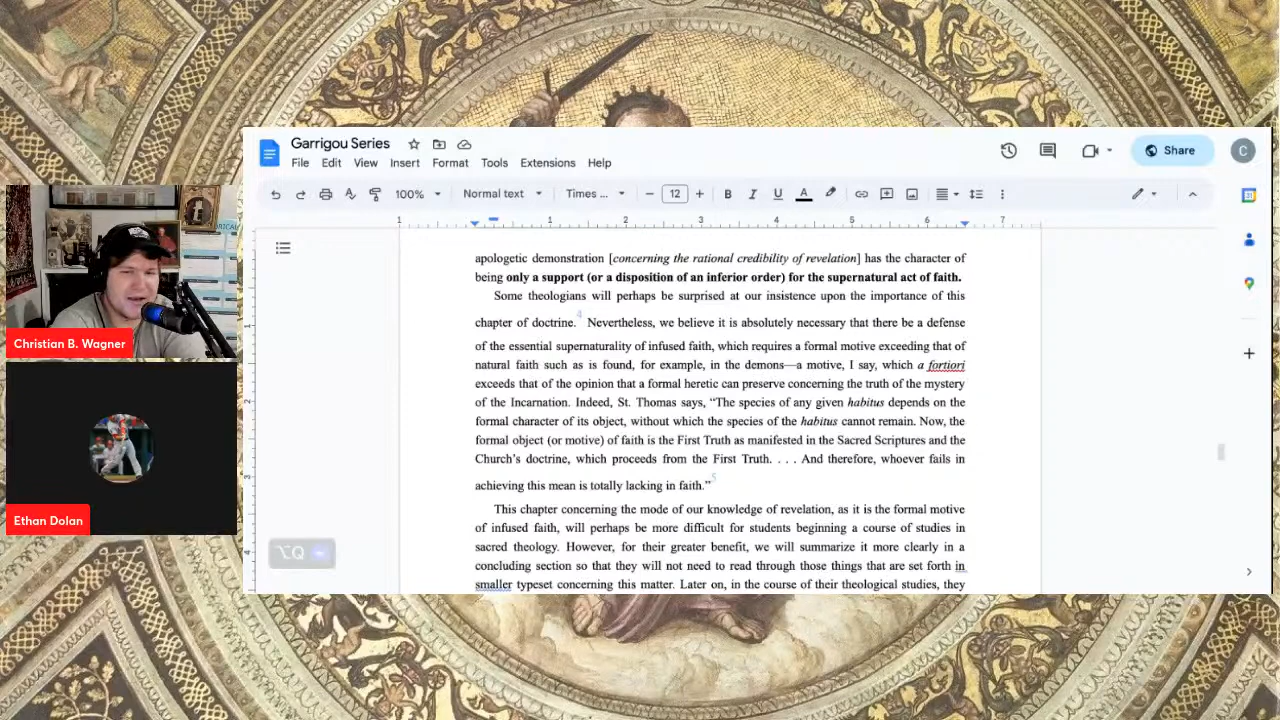 Garrigou Series
File Edit View Insert Format Tools Extensions Help
Share
C
100% Normal text Times ... − 12 + B I U A
1 1 2 3 4 5 6 7
apologetic demonstration [concerning the rational credibility of revelation] has the character of
being only a support (or a disposition of an inferior order) for the supernatural act of faith.
Some theologians will perhaps be surprised at our insistence upon the importance of this
chapter of doctrine.4 Nevertheless, we believe it is absolutely necessary that there be a defense
of the essential supernaturality of infused faith, which requires a formal motive exceeding that of
natural faith such as is found, for example, in the demons—a motive, I say, which a fortiori
exceeds that of the opinion that a formal heretic can preserve concerning the truth of the mystery
of the Incarnation. Indeed, St. Thomas says, “The species of any given habitus depends on the
formal character of its object, without which the species of the habitus cannot remain. Now, the
formal object (or motive) of faith is the First Truth as manifested in the Sacred Scriptures and the
Church’s doctrine, which proceeds from the First Truth. . . . And therefore, whoever fails in
achieving this mean is totally lacking in faith.”5
This chapter concerning the mode of our knowledge of revelation, as it is the formal motive
of infused faith, will perhaps be more difficult for students beginning a course of studies in
sacred theology. However, for their greater benefit, we will summarize it more clearly in a
concluding section so that they will not need to read through those things that are set forth in
smaller typeset concerning this matter. Later on, in the course of their theological studies, they
1
2
3
4
⌥Q
Christian B. Wagner
Ethan Dolan